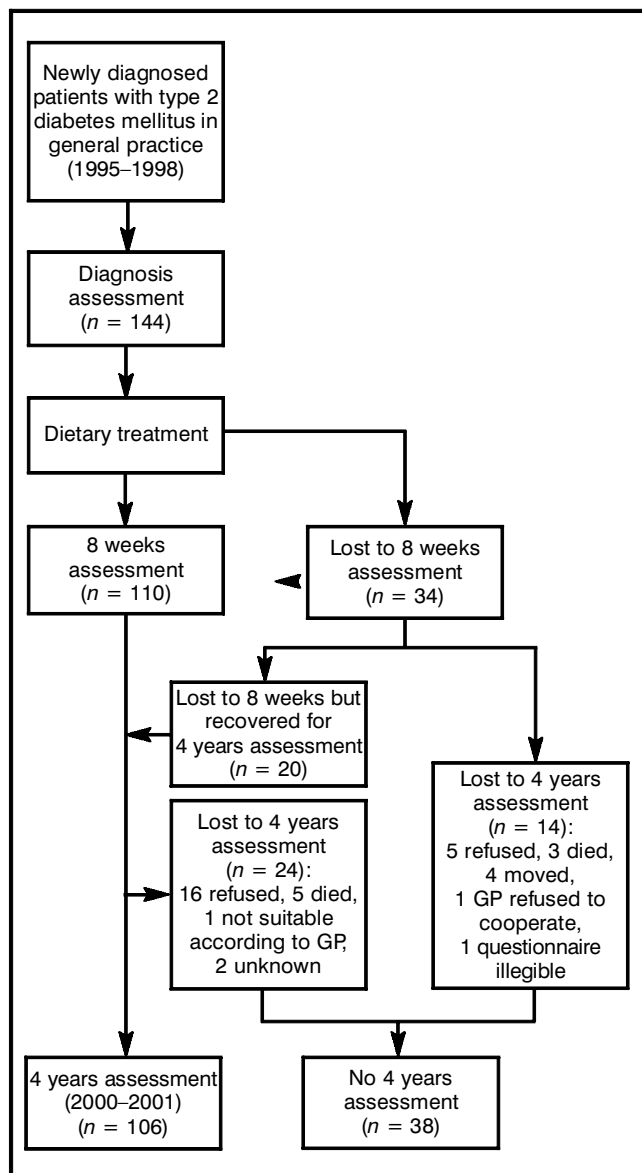 Newly diagnosed
patients with type 2
diabetes mellitus in
general practice
(1995–1998)
Diagnosis
assessment
(n = 144)
Dietary treatment
8 weeks
assessment
(n = 110)
Lost to 8 weeks
assessment
(n = 34)
Lost to 8 weeks but
recovered for
4 years assessment
(n = 20)
Lost to 4 years
assessment
(n = 24):
16 refused, 5 died,
1 not suitable
according to GP,
2 unknown
Lost to 4 years
assessment
(n = 14):
5 refused, 3 died,
4 moved,
1 GP refused to
cooperate,
1 questionnaire
illegible
4 years assessment
(2000–2001)
(n = 106)
No 4 years
assessment
(n = 38)